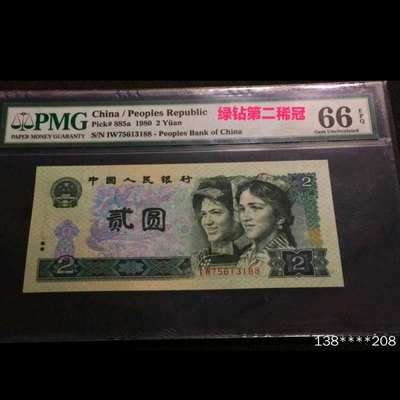 PMG
PAPER MONEY GUARANTY
China / Peoples Republic
Pick# 885a 1980 2 Yüan
S/N IW75613188 - Peoples Bank of China
绿钻第二稀冠
66 EPQ
Gem Uncirculated
中国人民银行
2
贰圆
IW75613188
2
2
138****208